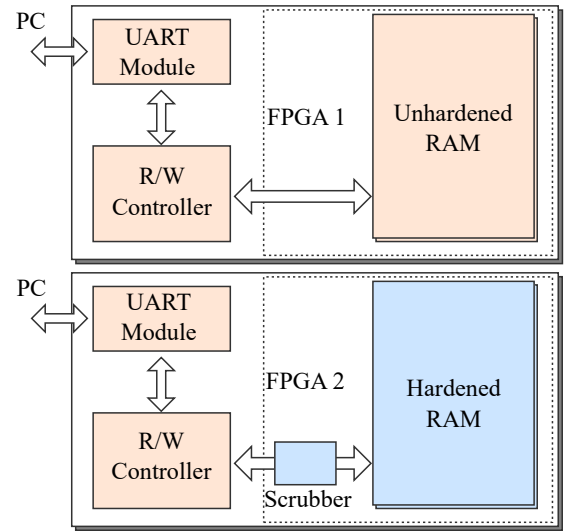 PC
UART
Module
FPGA 1
Unhardened
RAM
R/W
Controller
PC
UART
Module
FPGA 2
Hardened
RAM
R/W
Controller
Scrubber